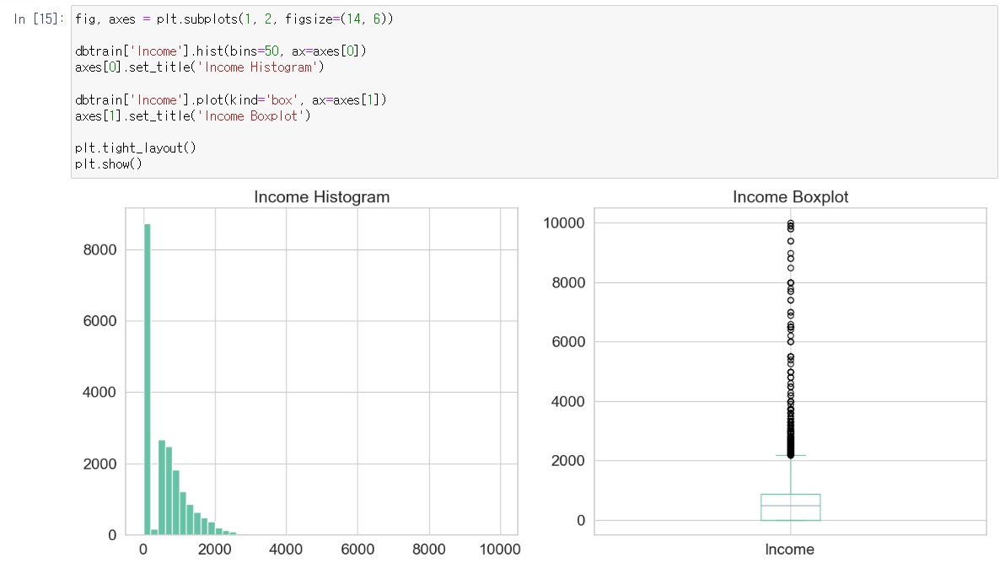 In [15]:
fig, axes = plt.subplots(1, 2, figsize=(14, 6))
dbtrain['Income'].hist(bins=50, ax=axes[0])
axes[0].set_title('Income Histogram')
dbtrain['Income'].plot(kind='box', ax=axes[1])
axes[1].set_title('Income Boxplot')
plt.tight_layout()
plt.show()
Income Histogram
8000
6000
4000
2000
0
0 2000 4000 6000 8000 10000
Income Boxplot
10000
8000
6000
4000
2000
0
Income